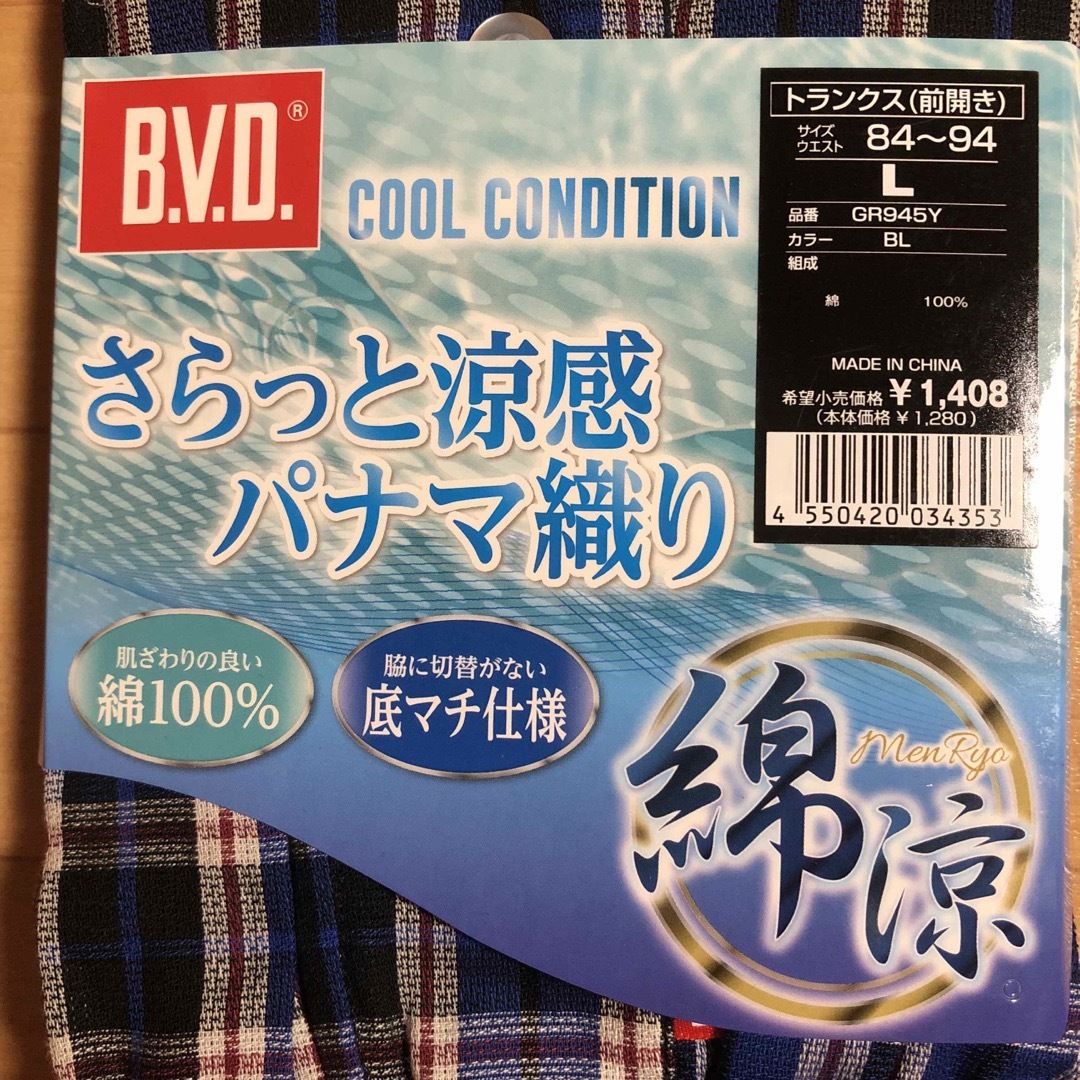 B.V.D.®
COOL CONDITION
さらっと涼感
パナマ織り
肌ざわりの良い
綿100%
脇に切替がない
底マチ仕様
綿涼
MenRyo
トランクス(前開き)
サイズ
ウエスト 84～94
L
品番 GR945Y
カラー BL
組成
綿 100%
MADE IN CHINA
希望小売価格 ¥1,408
(本体価格 ¥1,280)
4 550420 034353